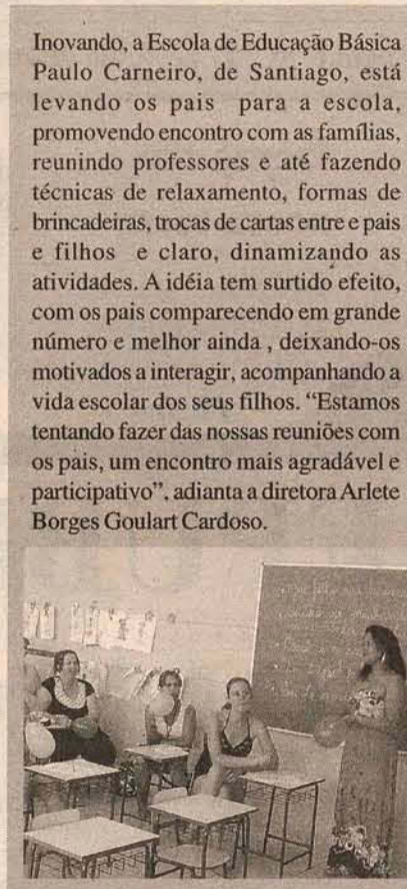 Inovando, a Escola de Educação Básica
Paulo Carneiro, de Santiago, está
levando os pais para a escola,
promovendo encontro com as famílias,
reunindo professores e até fazendo
técnicas de relaxamento, formas de
brincadeiras, trocas de cartas entre e pais
e filhos e claro, dinamizando as
atividades. A idéia tem surtido efeito,
com os pais comparecendo em grande
número e melhor ainda , deixando-os
motivados a interagir, acompanhando a
vida escolar dos seus filhos. “Estamos
tentando fazer das nossas reuniões com
os pais, um encontro mais agradável e
participativo”, adianta a diretora Arlete
Borges Goulart Cardoso.